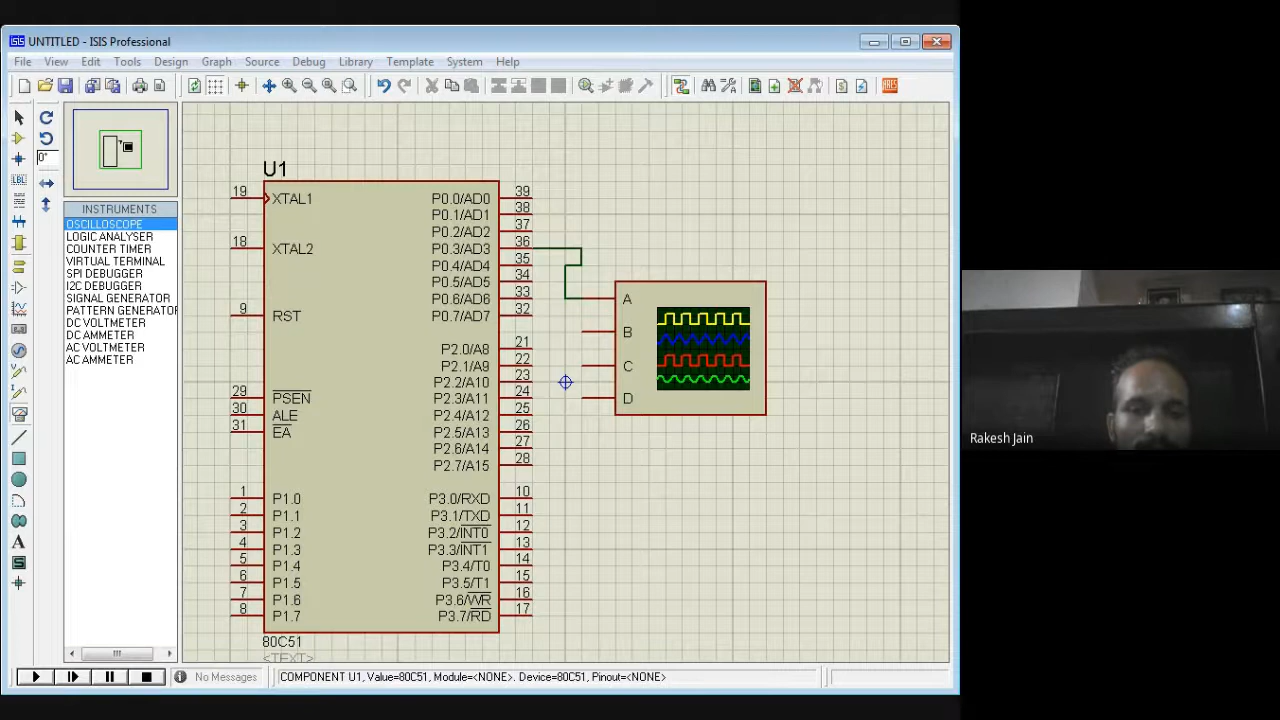 UNTITLED - ISIS Professional
File View Edit Tools Design Graph Source Debug Library Template System Help
LBL
ARES
0°
INSTRUMENTS
OSCILLOSCOPE
LOGIC ANALYSER
COUNTER TIMER
VIRTUAL TERMINAL
SPI DEBUGGER
I2C DEBUGGER
SIGNAL GENERATOR
PATTERN GENERATOR
DC VOLTMETER
DC AMMETER
AC VOLTMETER
AC AMMETER
U1
19 XTAL1
18 XTAL2
9 RST
29 PSEN
30 ALE
31 EA
1 P1.0
2 P1.1
3 P1.2
4 P1.3
5 P1.4
6 P1.5
7 P1.6
8 P1.7
P0.0/AD0 39
P0.1/AD1 38
P0.2/AD2 37
P0.3/AD3 36
P0.4/AD4 35
P0.5/AD5 34
P0.6/AD6 33
P0.7/AD7 32
P2.0/A8 21
P2.1/A9 22
P2.2/A10 23
P2.3/A11 24
P2.4/A12 25
P2.5/A13 26
P2.6/A14 27
P2.7/A15 28
P3.0/RXD 10
P3.1/TXD 11
P3.2/INT0 12
P3.3/INT1 13
P3.4/T0 14
P3.5/T1 15
P3.6/WR 16
P3.7/RD 17
80C51
<TEXT>
A
B
C
D
A
No Messages
COMPONENT U1, Value=80C51, Module=<NONE>. Device=80C51, Pinout=<NONE>
Rakesh Jain